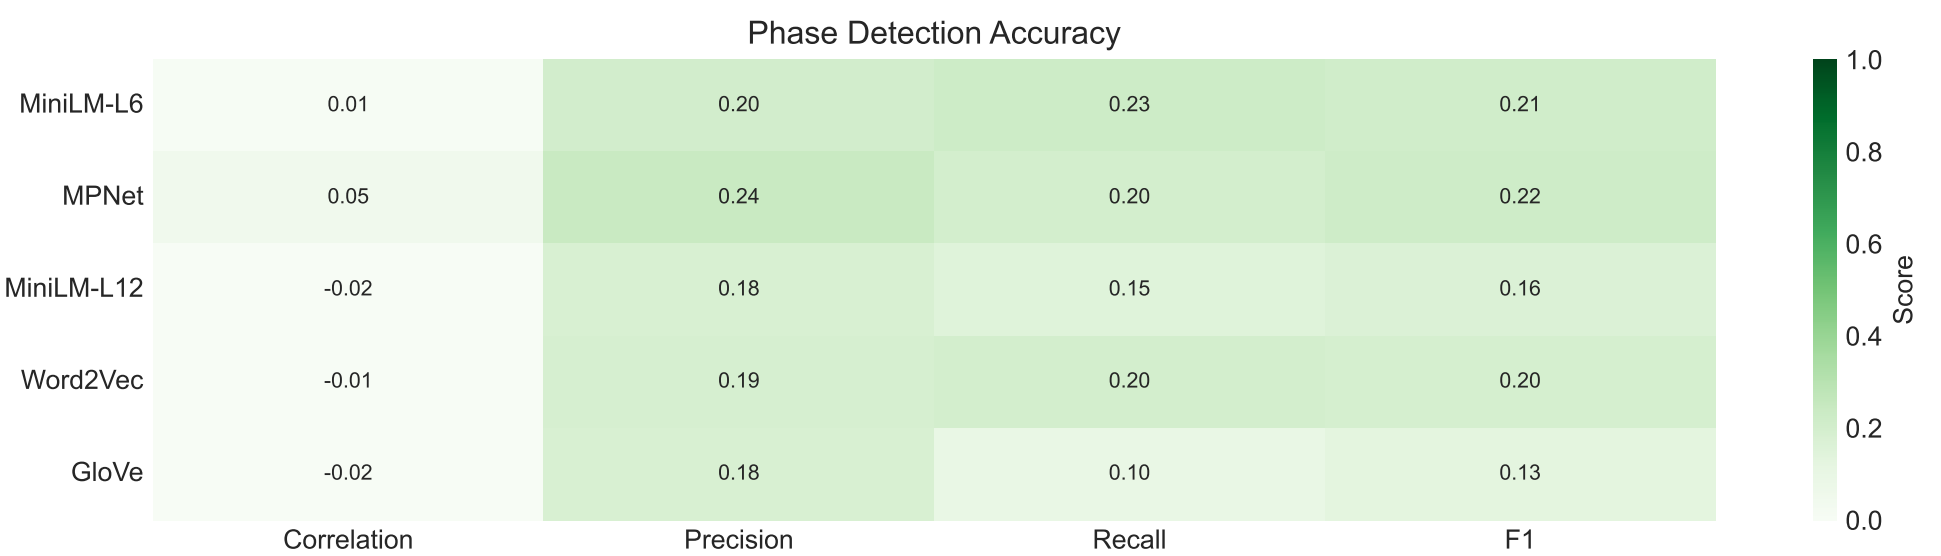 Phase Detection Accuracy
MiniLM-L6 0.01 0.20 0.23 0.21
MPNet 0.05 0.24 0.20 0.22
MiniLM-L12 -0.02 0.18 0.15 0.16
Word2Vec -0.01 0.19 0.20 0.20
GloVe -0.02 0.18 0.10 0.13
Correlation Precision Recall F1
1.0
0.8
0.6
0.4
0.2
0.0
Score